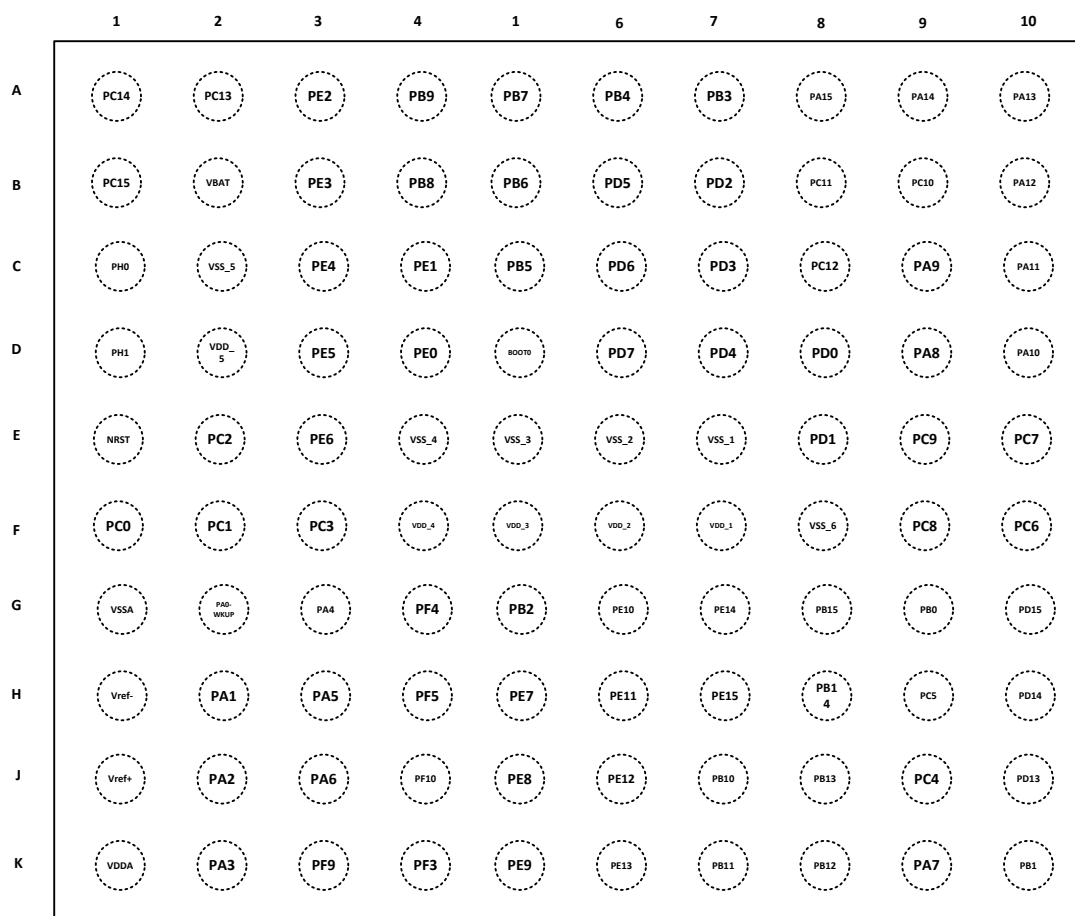 1 2 3 4 1 6 7 8 9 10
A PC14 PC13 PE2 PB9 PB7 PB4 PB3 PA15 PA14 PA13
B PC15 VBAT PE3 PB8 PB6 PD5 PD2 PC11 PC10 PA12
C PH0 VSS_5 PE4 PE1 PB5 PD6 PD3 PC12 PA9 PA11
D PH1 VDD_ PE5 PE0 BOOT0 PD7 PD4 PD0 PA8 PA10
5
E NRST PC2 PE6 VSS_4 VSS_3 VSS_2 VSS_1 PD1 PC9 PC7
F PC0 PC1 PC3 VDD_4 VDD_3 VDD_2 VDD_1 VSS_6 PC8 PC6
G VSSA PA0- PA4 PF4 PB2 PE10 PE14 PB15 PB0 PD15
WKUP
H Vref- PA1 PA5 PF5 PE7 PE11 PE15 PB1 PC5 PD14
4
J Vref+ PA2 PA6 PF10 PE8 PE12 PB10 PB13 PC4 PD13
K VDDA PA3 PF9 PF3 PE9 PE13 PB11 PB12 PA7 PB1